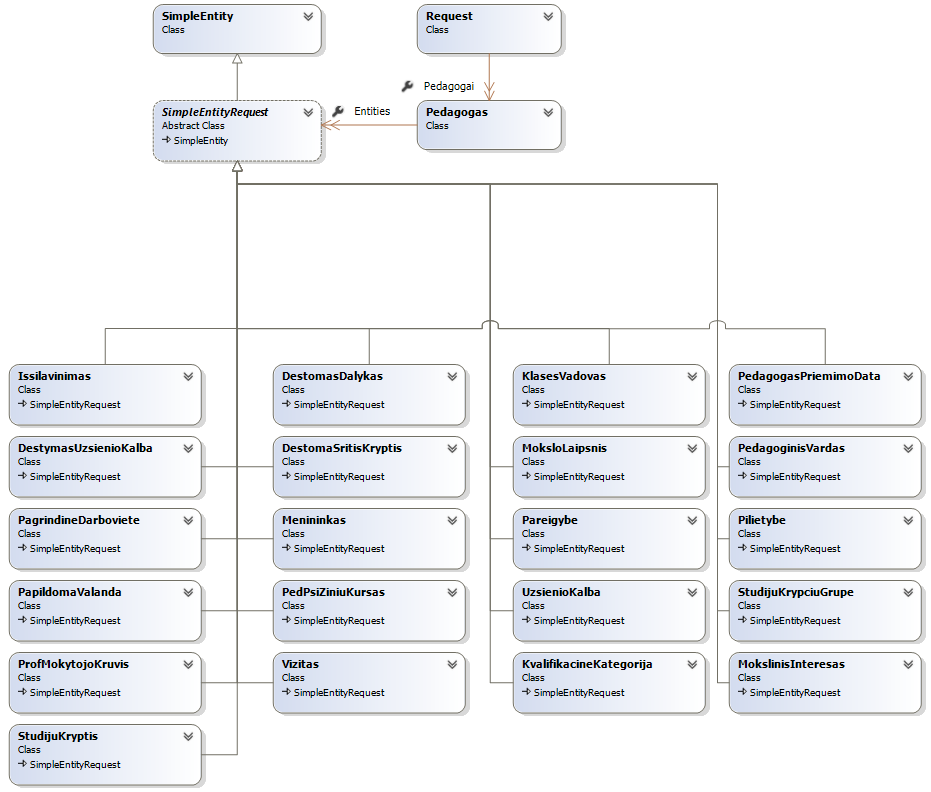 SimpleEntity
Class
Request
Class
Pedagogai
SimpleEntityRequest
Abstract Class
SimpleEntity
Entities
Pedagogas
Class
Issilavinimas
Class
SimpleEntityRequest
DestomasDalykas
Class
SimpleEntityRequest
KlasesVadovas
Class
SimpleEntityRequest
PedagogasPriemimoData
Class
SimpleEntityRequest
DestymasUzsienioKalba
Class
SimpleEntityRequest
DestomaSritisKryptis
Class
SimpleEntityRequest
MoksloLaipsnis
Class
SimpleEntityRequest
PedagoginisVardas
Class
SimpleEntityRequest
PagrindineDarboviete
Class
SimpleEntityRequest
Menininkas
Class
SimpleEntityRequest
Pareigybe
Class
SimpleEntityRequest
Pilietybe
Class
SimpleEntityRequest
PapildomaValanda
Class
SimpleEntityRequest
PedPsiZiniuKursas
Class
SimpleEntityRequest
UzsienioKalba
Class
SimpleEntityRequest
StudijuKrypciuGrupe
Class
SimpleEntityRequest
ProfMokytojoKruvis
Class
SimpleEntityRequest
Vizitas
Class
SimpleEntityRequest
KvalifikacineKategorija
Class
SimpleEntityRequest
MokslinisInteresas
Class
SimpleEntityRequest
StudijuKryptis
Class
SimpleEntityRequest